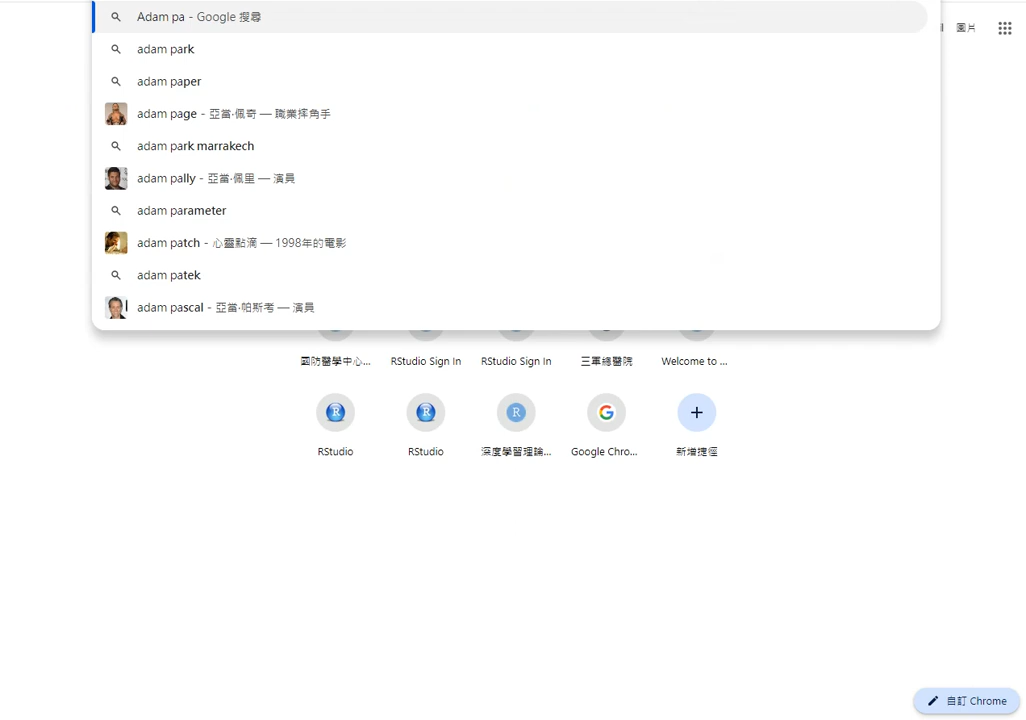 Adam pa - Google 搜尋
圖片
adam park
adam paper
adam page - 亞當·佩奇 — 職業摔角手
adam park marrakech
adam pally - 亞當·佩里 — 演員
adam parameter
adam patch - 心靈點滴 — 1998年的電影
adam patek
adam pascal - 亞當·帕斯考 — 演員
國防醫學中心...
RStudio Sign In
RStudio Sign In
三軍總醫院
Welcome to ...
RStudio
RStudio
深度學習理論...
Google Chro...
新增捷徑
自訂 Chrome